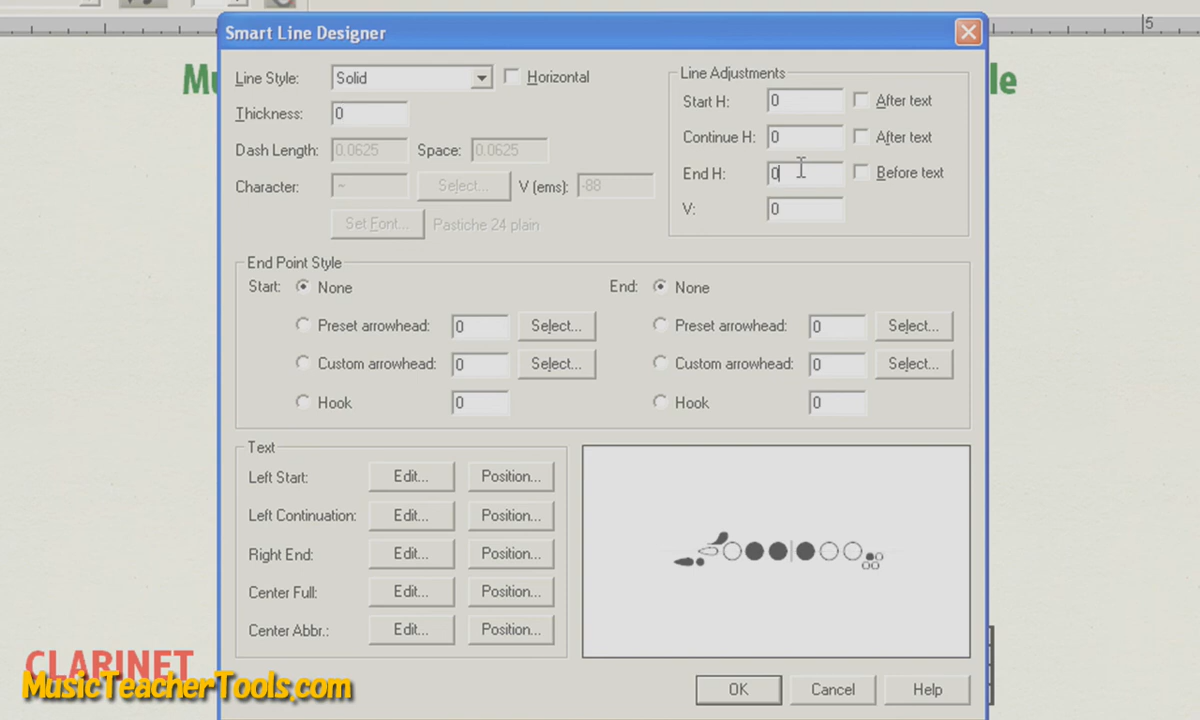 5
Smart Line Designer
Mu
le
Line Style: Solid Horizontal
Thickness: 0
Dash Length: 0.0625 Space: 0.0625
Character: ~ Select... V (ems): -88
Set Font... Pastiche 24 plain
Line Adjustments
Start H: 0 After text
Continue H: 0 After text
End H: 0 Before text
V: 0
End Point Style
Start: None
Preset arrowhead: 0 Select...
Custom arrowhead: 0 Select...
Hook 0
End: None
Preset arrowhead: 0 Select...
Custom arrowhead: 0 Select...
Hook 0
Text
Left Start: Edit... Position...
Left Continuation: Edit... Position...
Right End: Edit... Position...
Center Full: Edit... Position...
Center Abbr.: Edit... Position...
OK Cancel Help
CLARINET
MusicTeacherTools.com